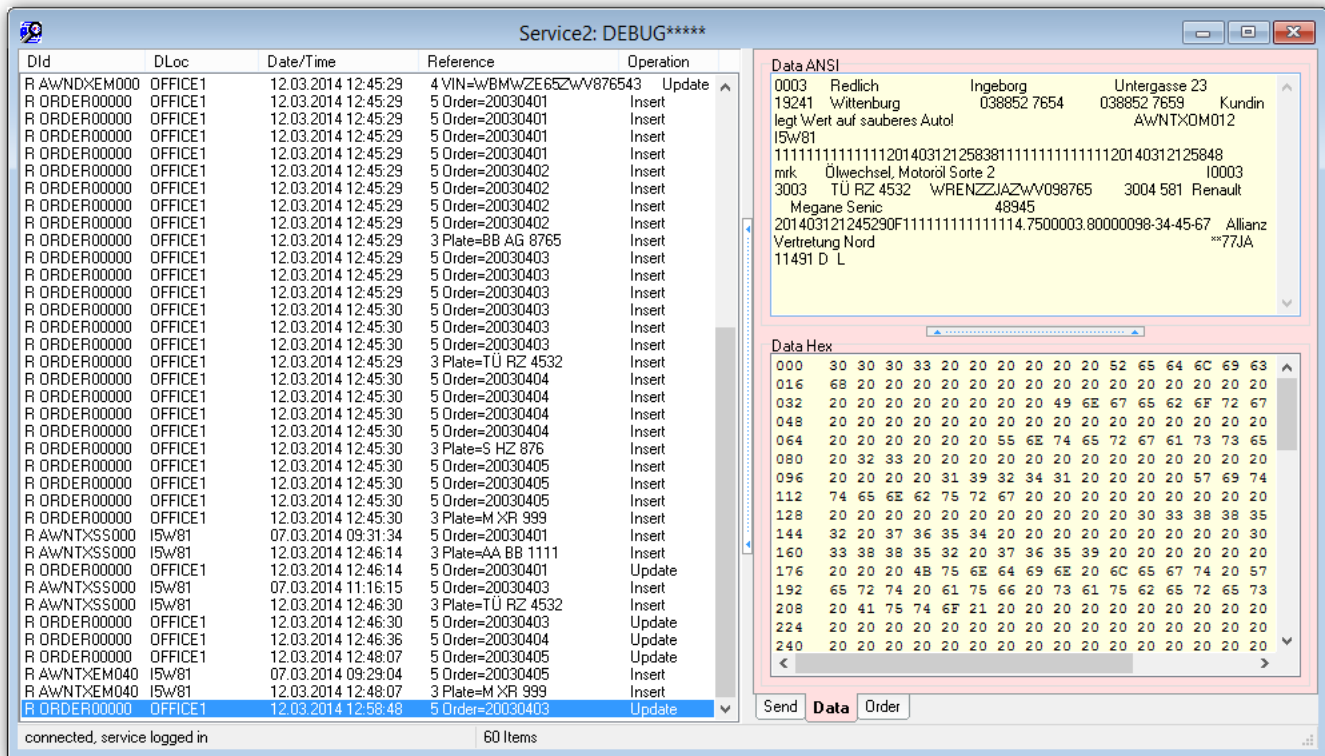 Service2: DEBUG*****
DId DLoc Date/Time Reference Operation
R AWNDXEM000 OFFICE1 12.03.2014 12:45:29 4 VIN=WBMWZE65ZWV876543 Update
R ORDER00000 OFFICE1 12.03.2014 12:45:29 5 Order=20030401 Insert
R ORDER00000 OFFICE1 12.03.2014 12:45:29 5 Order=20030401 Insert
R ORDER00000 OFFICE1 12.03.2014 12:45:29 5 Order=20030401 Insert
R ORDER00000 OFFICE1 12.03.2014 12:45:29 5 Order=20030401 Insert
R ORDER00000 OFFICE1 12.03.2014 12:45:29 5 Order=20030402 Insert
R ORDER00000 OFFICE1 12.03.2014 12:45:29 5 Order=20030402 Insert
R ORDER00000 OFFICE1 12.03.2014 12:45:29 5 Order=20030402 Insert
R ORDER00000 OFFICE1 12.03.2014 12:45:29 5 Order=20030402 Insert
R ORDER00000 OFFICE1 12.03.2014 12:45:29 3 Plate=BB AG 8765 Insert
R ORDER00000 OFFICE1 12.03.2014 12:45:29 5 Order=20030403 Insert
R ORDER00000 OFFICE1 12.03.2014 12:45:29 5 Order=20030403 Insert
R ORDER00000 OFFICE1 12.03.2014 12:45:29 5 Order=20030403 Insert
R ORDER00000 OFFICE1 12.03.2014 12:45:30 5 Order=20030403 Insert
R ORDER00000 OFFICE1 12.03.2014 12:45:30 5 Order=20030403 Insert
R ORDER00000 OFFICE1 12.03.2014 12:45:30 5 Order=20030403 Insert
R ORDER00000 OFFICE1 12.03.2014 12:45:29 3 Plate=TÜ RZ 4532 Insert
R ORDER00000 OFFICE1 12.03.2014 12:45:30 5 Order=20030404 Insert
R ORDER00000 OFFICE1 12.03.2014 12:45:30 5 Order=20030404 Insert
R ORDER00000 OFFICE1 12.03.2014 12:45:30 5 Order=20030404 Insert
R ORDER00000 OFFICE1 12.03.2014 12:45:30 5 Order=20030404 Insert
R ORDER00000 OFFICE1 12.03.2014 12:45:30 3 Plate=S HZ 876 Insert
R ORDER00000 OFFICE1 12.03.2014 12:45:30 5 Order=20030405 Insert
R ORDER00000 OFFICE1 12.03.2014 12:45:30 5 Order=20030405 Insert
R ORDER00000 OFFICE1 12.03.2014 12:45:30 5 Order=20030405 Insert
R ORDER00000 OFFICE1 12.03.2014 12:45:30 3 Plate=M XR 999 Insert
R AWNTXSS000 I5W81 07.03.2014 09:31:34 5 Order=20030401 Insert
R AWNTXSS000 I5W81 12.03.2014 12:46:14 3 Plate=AA BB 1111 Insert
R ORDER00000 OFFICE1 12.03.2014 12:46:14 5 Order=20030401 Update
R AWNTXSS000 I5W81 07.03.2014 11:16:15 5 Order=20030403 Insert
R AWNTXSS000 I5W81 12.03.2014 12:46:30 3 Plate=TÜ RZ 4532 Insert
R ORDER00000 OFFICE1 12.03.2014 12:46:30 5 Order=20030403 Update
R ORDER00000 OFFICE1 12.03.2014 12:46:36 5 Order=20030404 Update
R ORDER00000 OFFICE1 12.03.2014 12:48:07 5 Order=20030405 Update
R AWNTXEM040 I5W81 07.03.2014 09:29:04 5 Order=20030405 Insert
R AWNTXEM040 I5W81 12.03.2014 12:48:07 3 Plate=M XR 999 Insert
R ORDER00000 OFFICE1 12.03.2014 12:58:48 5 Order=20030403 Update
Data ANSI
0003 Redlich Ingeborg Untergasse 23
19241 Wittenburg 038852 7654 038852 7659 Kundin
legt Wert auf sauberes Auto! AWNTXOM012
I5W81
11111111111111201403121258381111111111111120140312125848
mrk Ölwechsel, Motoröl Sorte 2 I0003
3003 TÜ RZ 4532 WRENZZJAZWV098765 3004 581 Renault
Megane Senic 48945
201403121245290F11111111111114.7500003.80000098-34-45-67 Allianz
Vertretung Nord **77JA
11491 D L
Data Hex
000 30 30 30 33 20 20 20 20 20 20 52 65 64 6C 69 63
016 68 20 20 20 20 20 20 20 20 20 20 20 20 20 20 20
032 20 20 20 20 20 20 20 20 49 6E 67 65 62 6F 72 67
048 20 20 20 20 20 20 20 20 20 20 20 20 20 20 20 20
064 20 20 20 20 20 20 55 6E 74 65 72 67 61 73 73 65
080 20 32 33 20 20 20 20 20 20 20 20 20 20 20 20 20
096 20 20 20 20 31 39 32 34 31 20 20 20 20 57 69 74
112 74 65 6E 62 75 72 67 20 20 20 20 20 20 20 20 20
128 20 20 20 20 20 20 20 20 20 20 20 30 33 38 38 35
144 32 20 37 36 35 34 20 20 20 20 20 20 20 20 20 30
160 33 38 38 35 32 20 37 36 35 39 20 20 20 20 20 20
176 20 20 20 4B 75 6E 64 69 6E 20 6C 65 67 74 20 57
192 65 72 74 20 61 75 66 20 73 61 75 62 65 72 65 73
208 20 41 75 74 6F 21 20 20 20 20 20 20 20 20 20 20
224 20 20 20 20 20 20 20 20 20 20 20 20 20 20 20 20
240 20 20 20 20 20 20 20 20 20 20 20 20 20 20 20 20
Send Data Order
connected, service logged in 60 Items